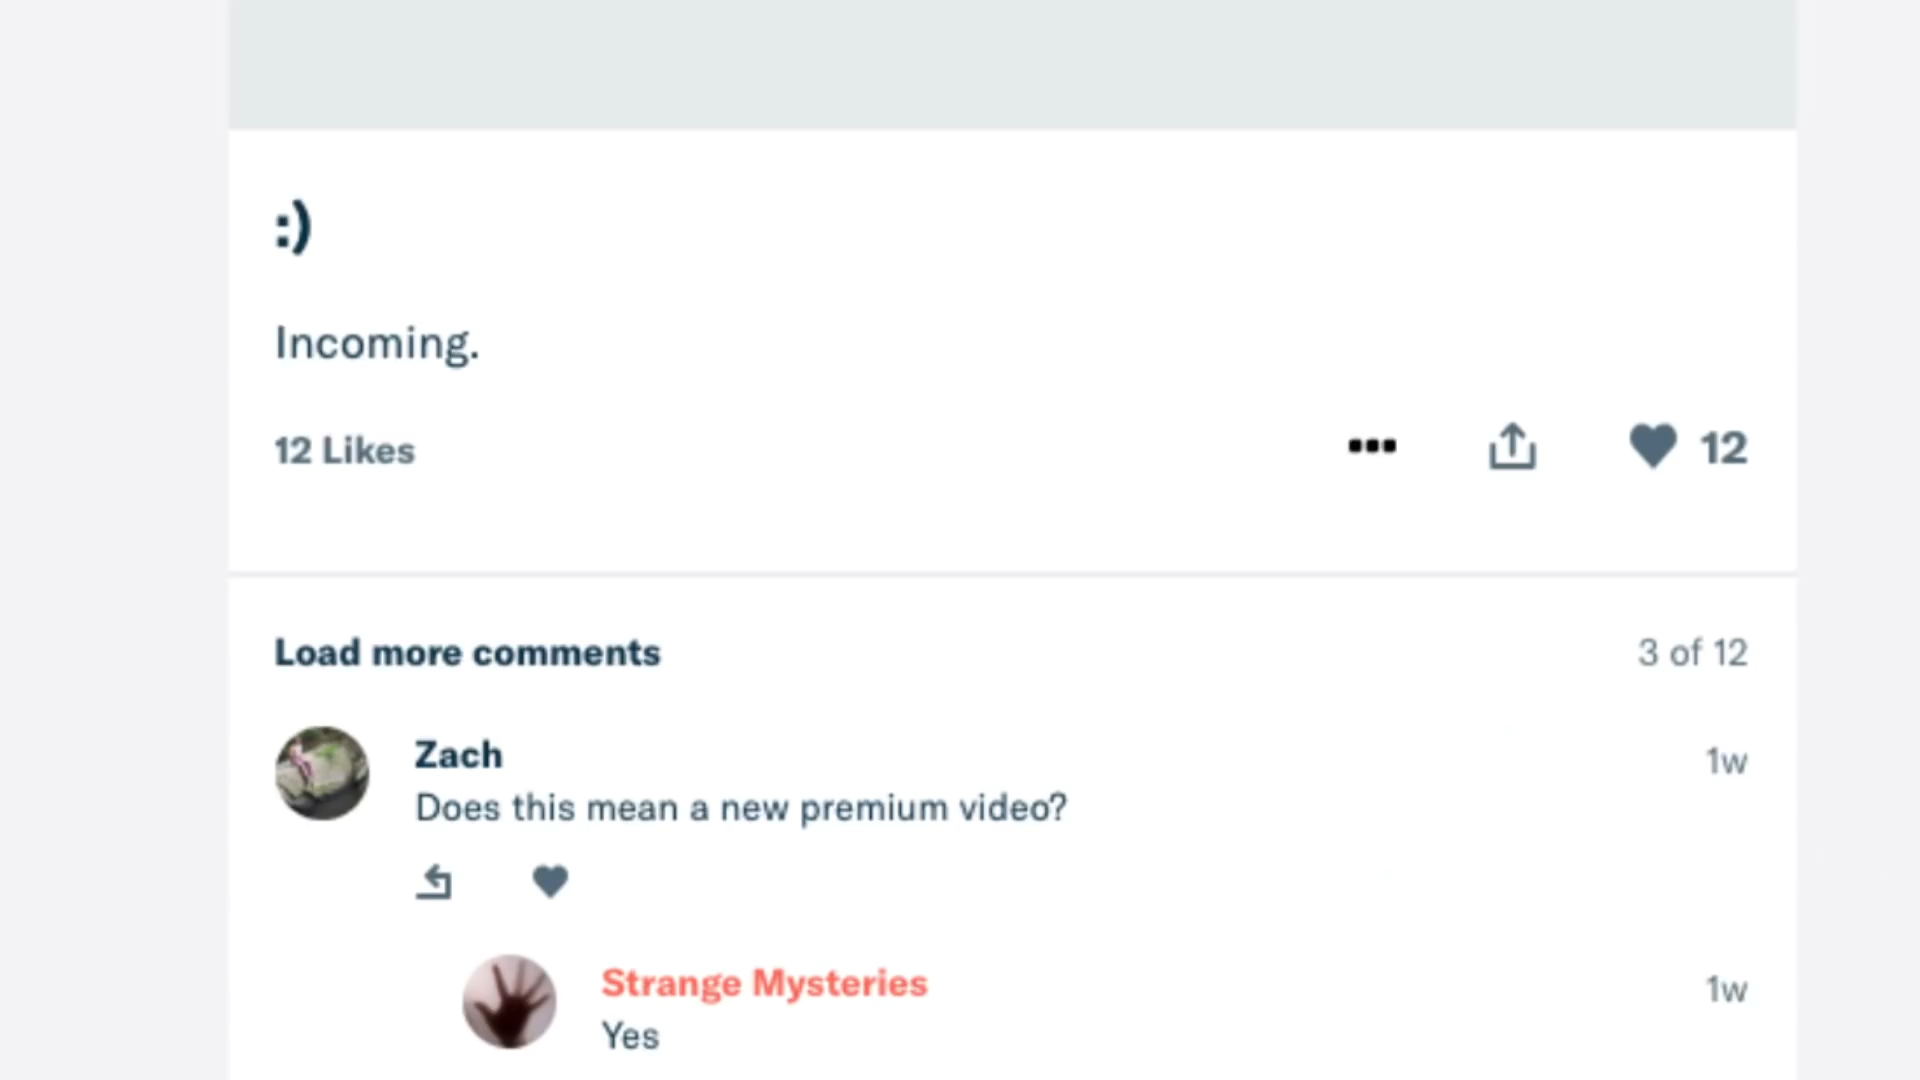 :)
Incoming.
12 Likes
12
Load more comments
3 of 12
Zach
1w
Does this mean a new premium video?
Strange Mysteries
1w
Yes